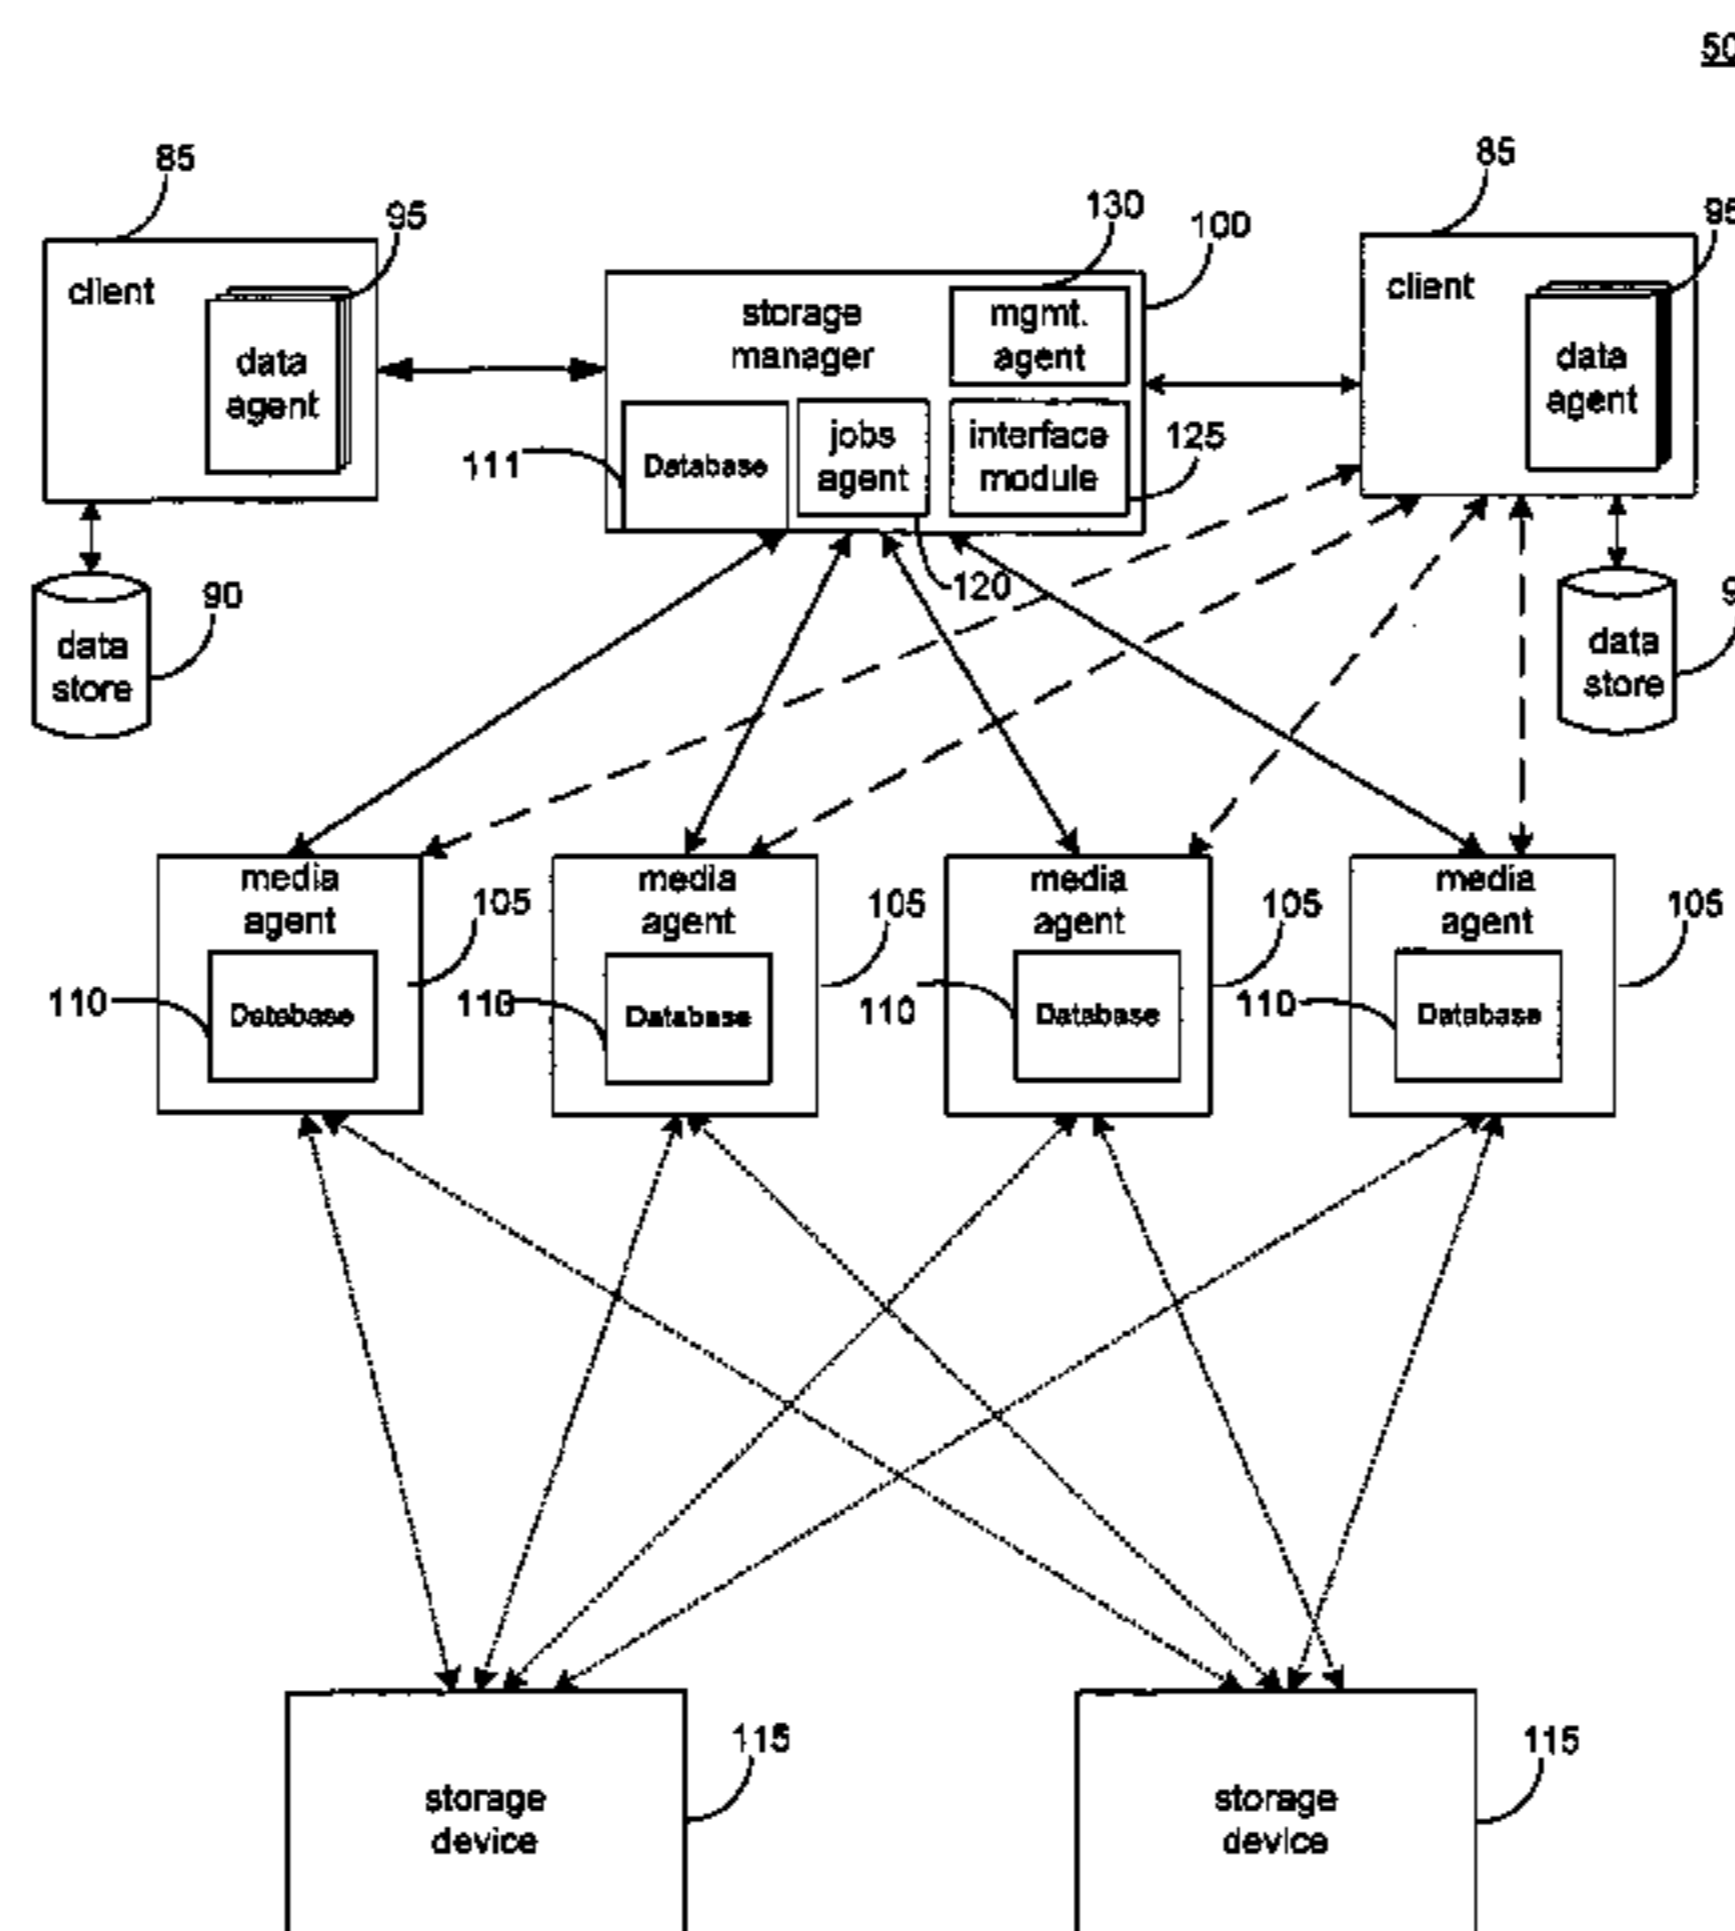 50
85
85
95
95
130
100
client
data
agent
storage
manager
mgmt.
agent
client
data
agent
111
Database
jobs
agent
interface
module
125
120
90
data
store
data
store
9
media
agent
105
110
Database
media
agent
105
110
Database
media
agent
105
110
Database
media
agent
105
110
Database
115
storage
device
115
storage
device